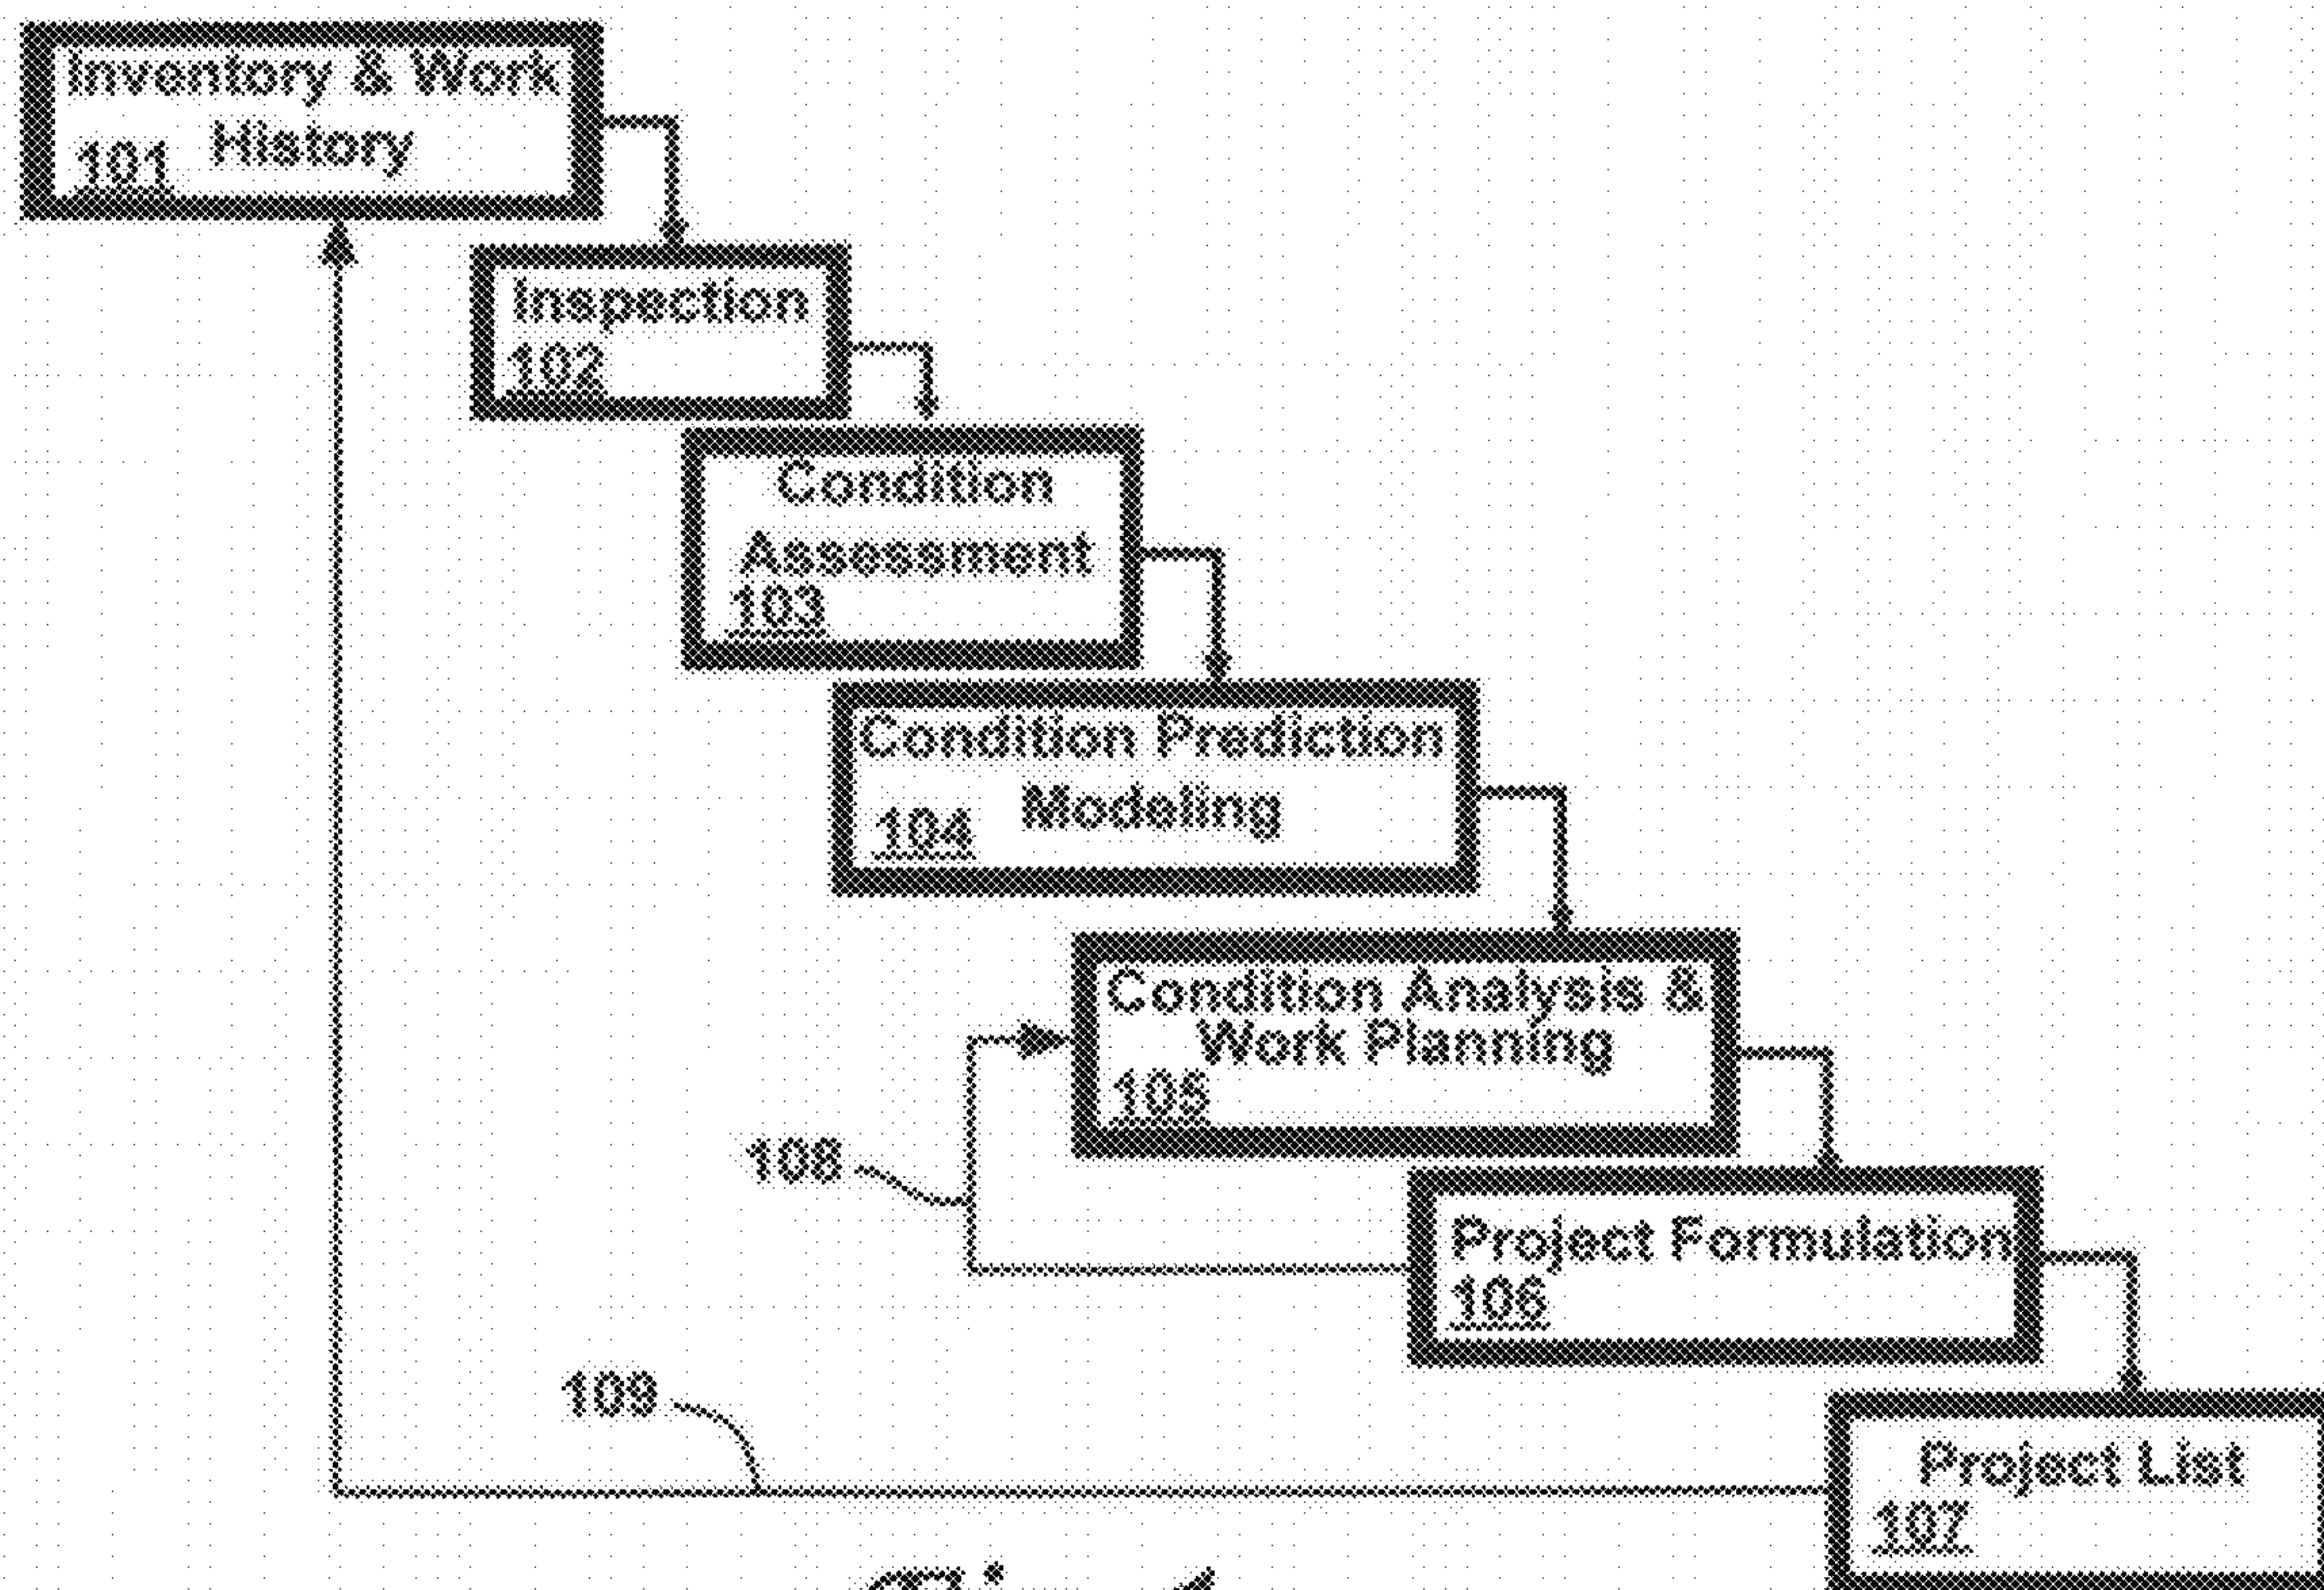 Inventory & Work
History
101
Inspection
102
Condition
Assessment
103
Condition Prediction
Modeling
104
Condition Analysis &
Work Planning
105
108
Project Formulation
106
109
Project List
107